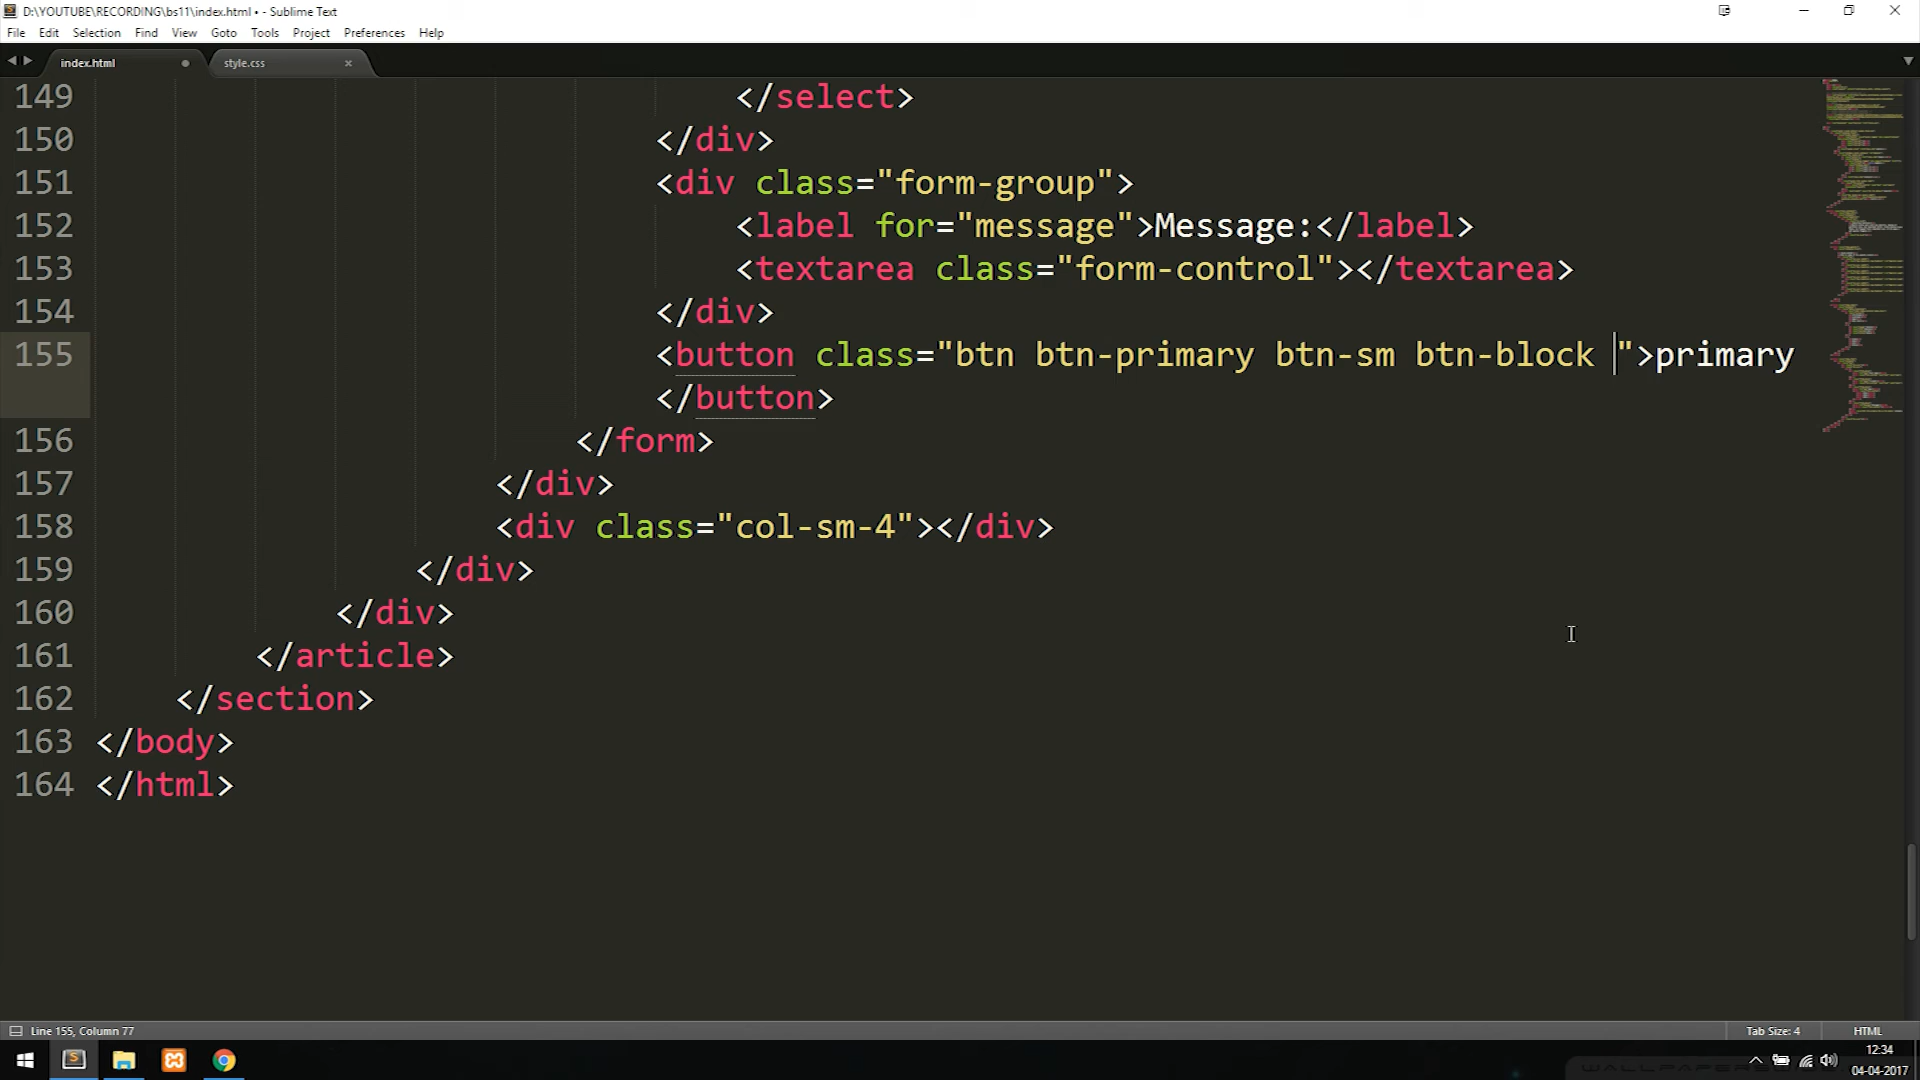 D:\YOUTUBE\RECORDING\bs11\index.html • - Sublime Text
File Edit Selection Find View Goto Tools Project Preferences Help
index.html style.css
149 </select>
150 </div>
151 <div class="form-group">
152 <label for="message">Message:</label>
153 <textarea class="form-control"></textarea>
154 </div>
155 <button class="btn btn-primary btn-sm btn-block ">primary
</button>
156 </form>
157 </div>
158 <div class="col-sm-4"></div>
159 </div>
160 </div>
161 </article>
162 </section>
163 </body>
164 </html>
Line 155, Column 77 Tab Size: 4 HTML
12:34
04-04-2017